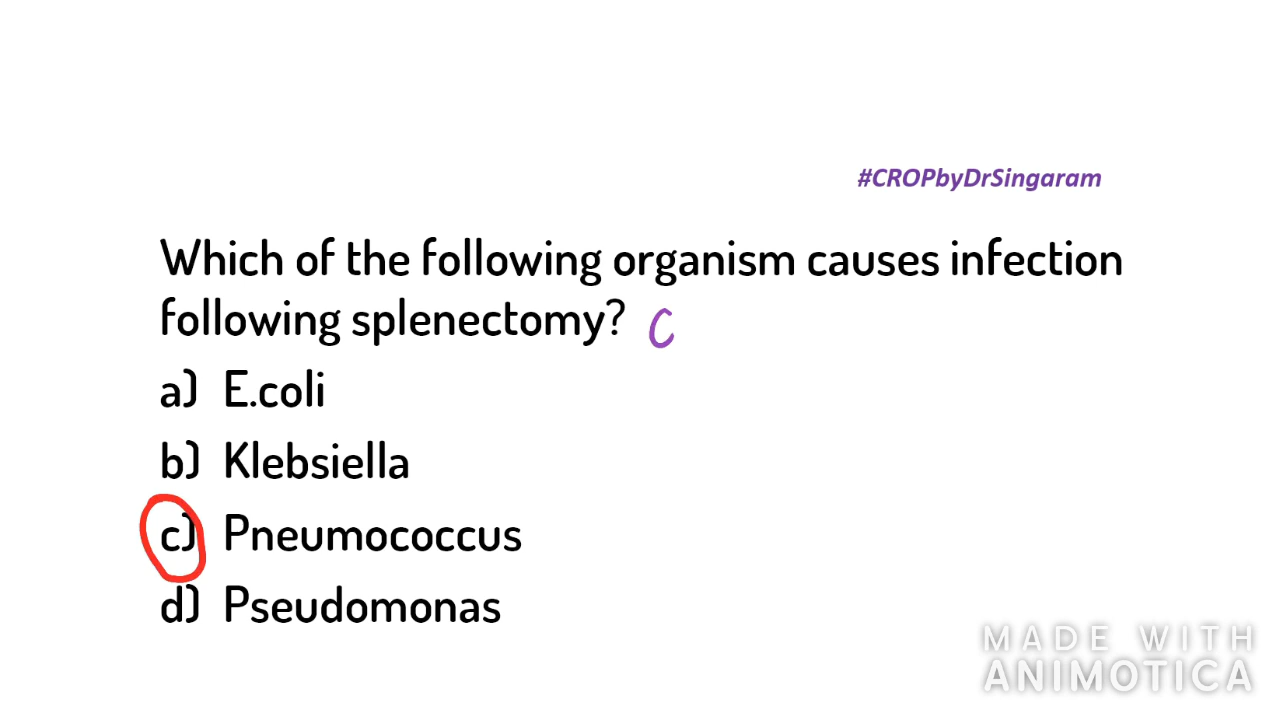 #CROPbyDrSingaram
Which of the following organism causes infection
following splenectomy? C
a) E.coli
b) Klebsiella
c) Pneumococcus
d) Pseudomonas
MADE WITH
ANIMOTICA